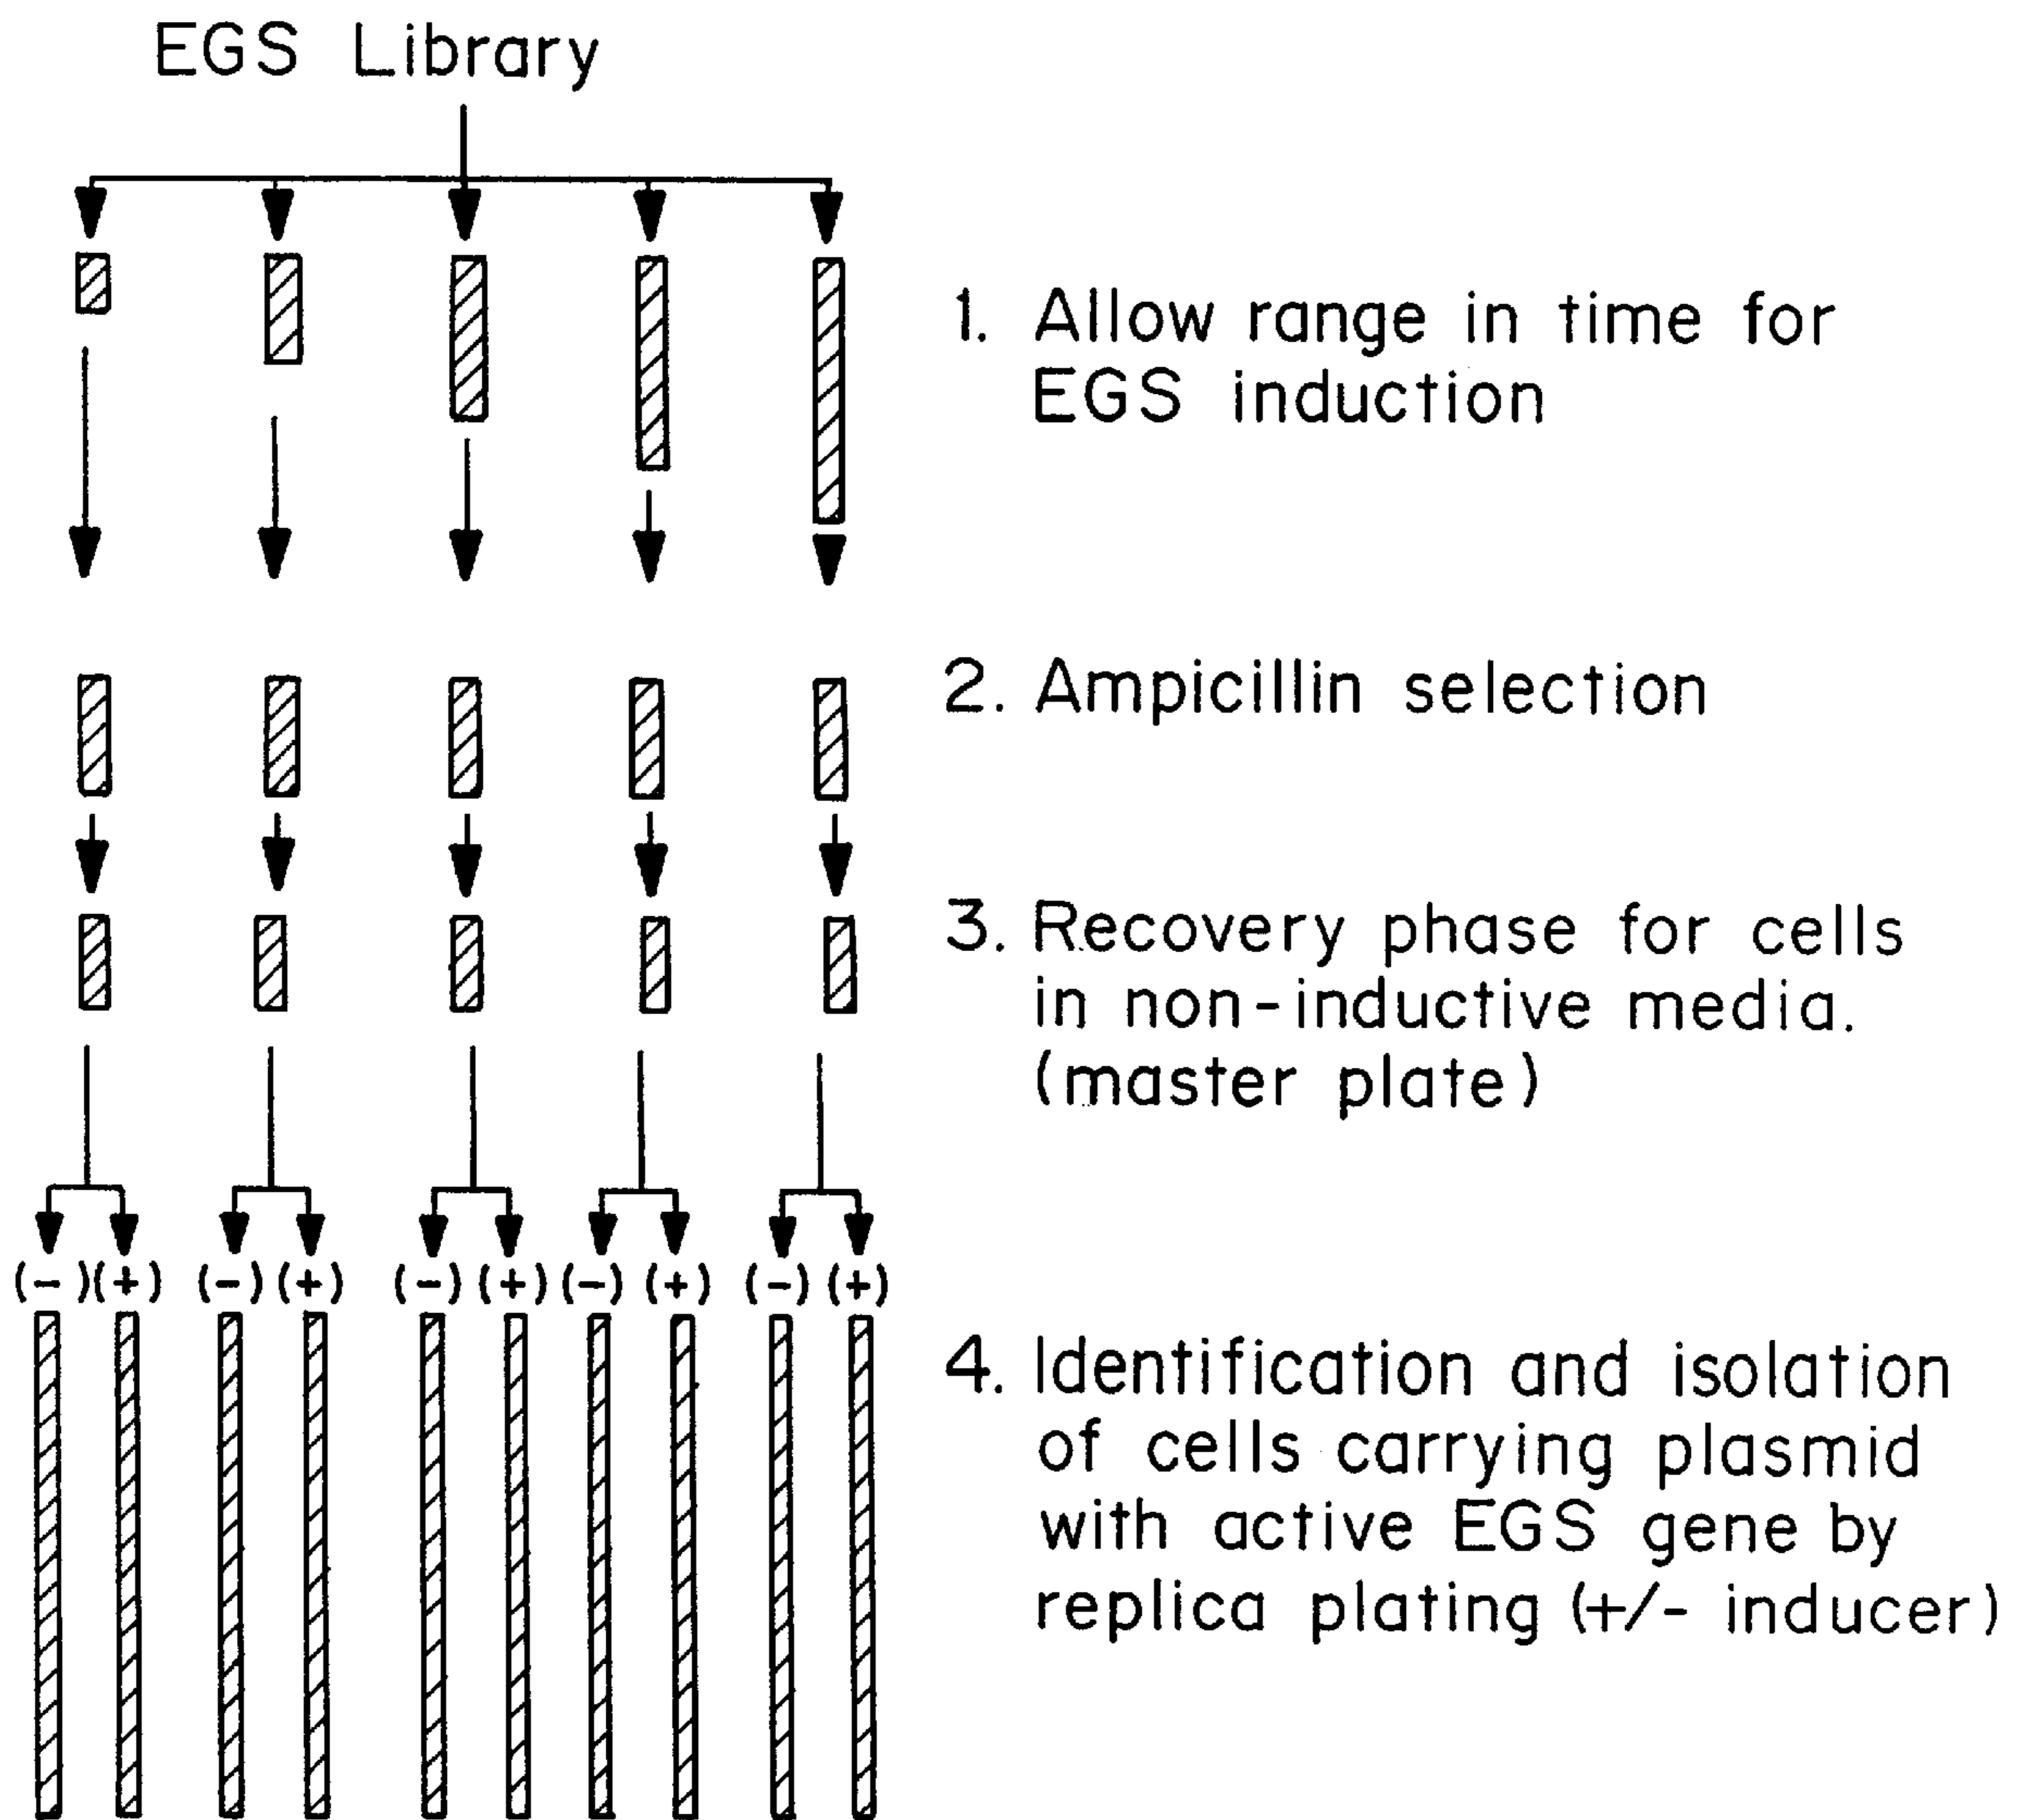 EGS Library
1. Allow range in time for
EGS induction
2. Ampicillin selection
3. Recovery phase for cells
in non-inductive media.
(master plate)
(-)(+) (-)(+) (-)(+)(-) (+) (-)(+)
4. Identification and isolation
of cells carrying plasmid
with active EGS gene by
replica plating (+/- inducer)